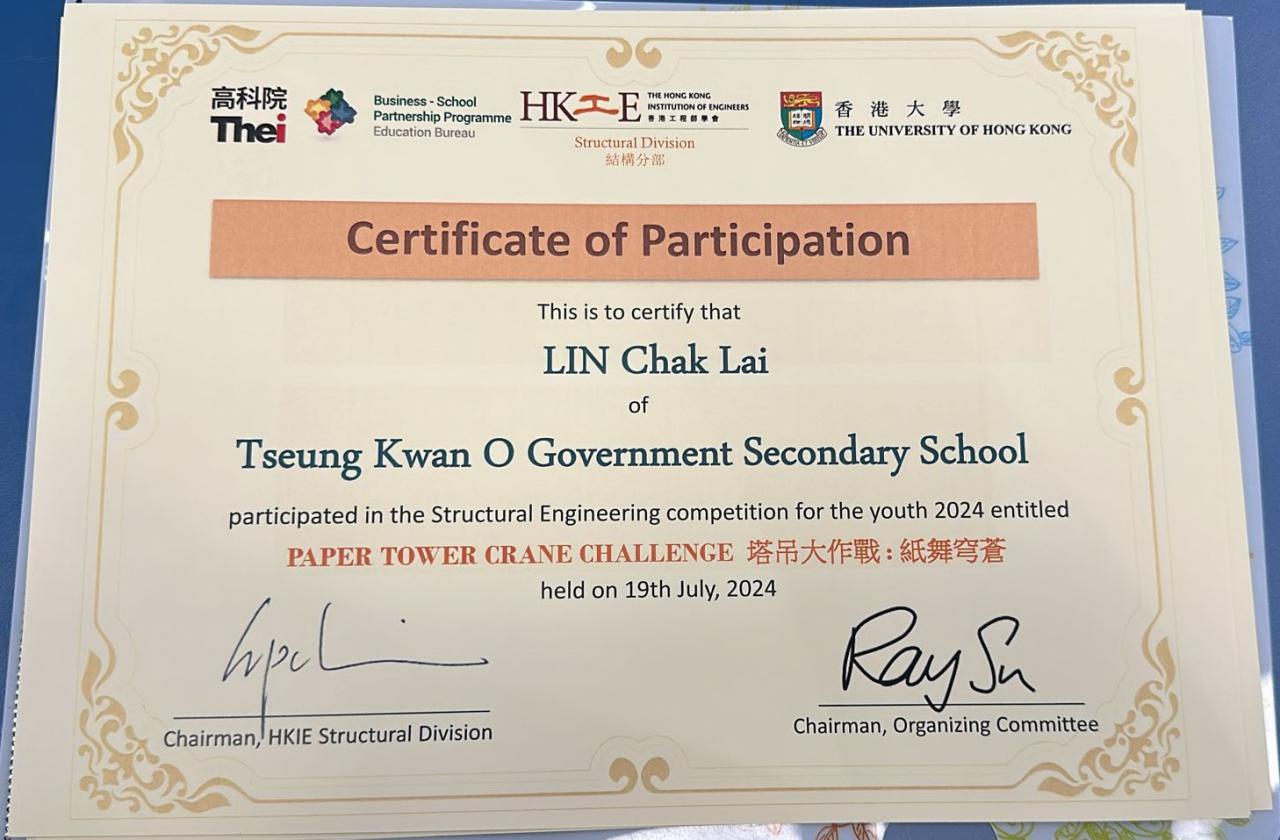 高科院
Thei
Business - School
Partnership Programme
Education Bureau
HKIE
THE HONG KONG
INSTITUTION OF ENGINEERS
香港工程師學會
Structural Division
結構分部
香港大學
THE UNIVERSITY OF HONG KONG
Certificate of Participation
This is to certify that
LIN Chak Lai
of
Tseung Kwan O Government Secondary School
participated in the Structural Engineering competition for the youth 2024 entitled
PAPER TOWER CRANE CHALLENGE 塔吊大作戰 : 紙舞穹蒼
held on 19th July, 2024
Ray Su
Chairman, HKIE Structural Division
Chairman, Organizing Committee